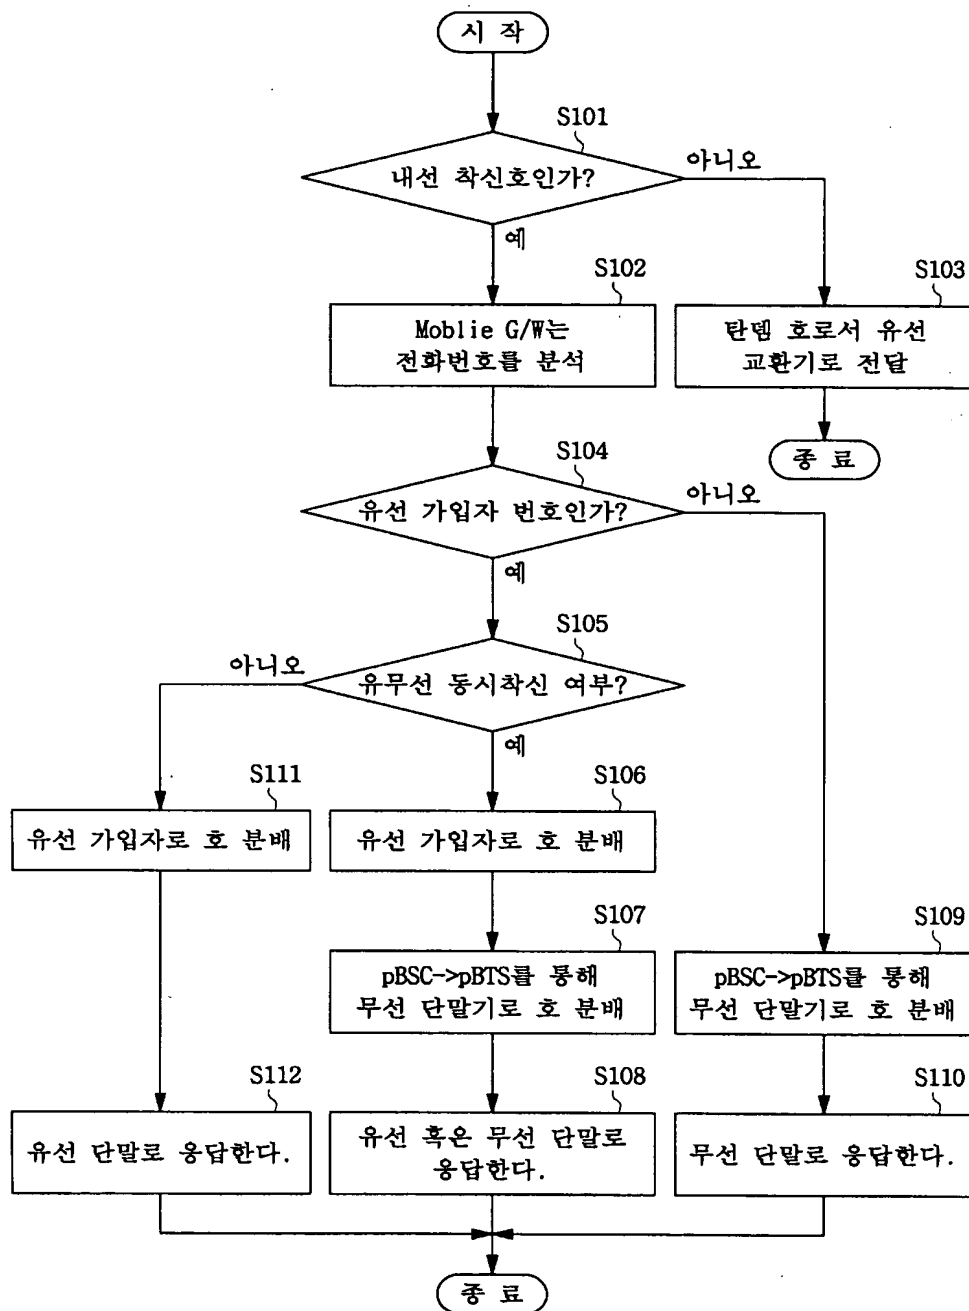 시 작
S101
내선 착신호인가?
아니오
예
S102
Moblie G/W는
전화번호를 분석
S103
탄뎀 호로서 유선
교환기로 전달
종 료
S104
유선 가입자 번호인가?
아니오
예
S105
유무선 동시착신 여부?
아니오
예
S111
유선 가입자로 호 분배
S106
유선 가입자로 호 분배
S107
pBSC->pBTS를 통해
무선 단말기로 호 분배
S109
pBSC->pBTS를 통해
무선 단말기로 호 분배
S112
유선 단말로 응답한다.
S108
유선 혹은 무선 단말로
응답한다.
S110
무선 단말로 응답한다.
종 료